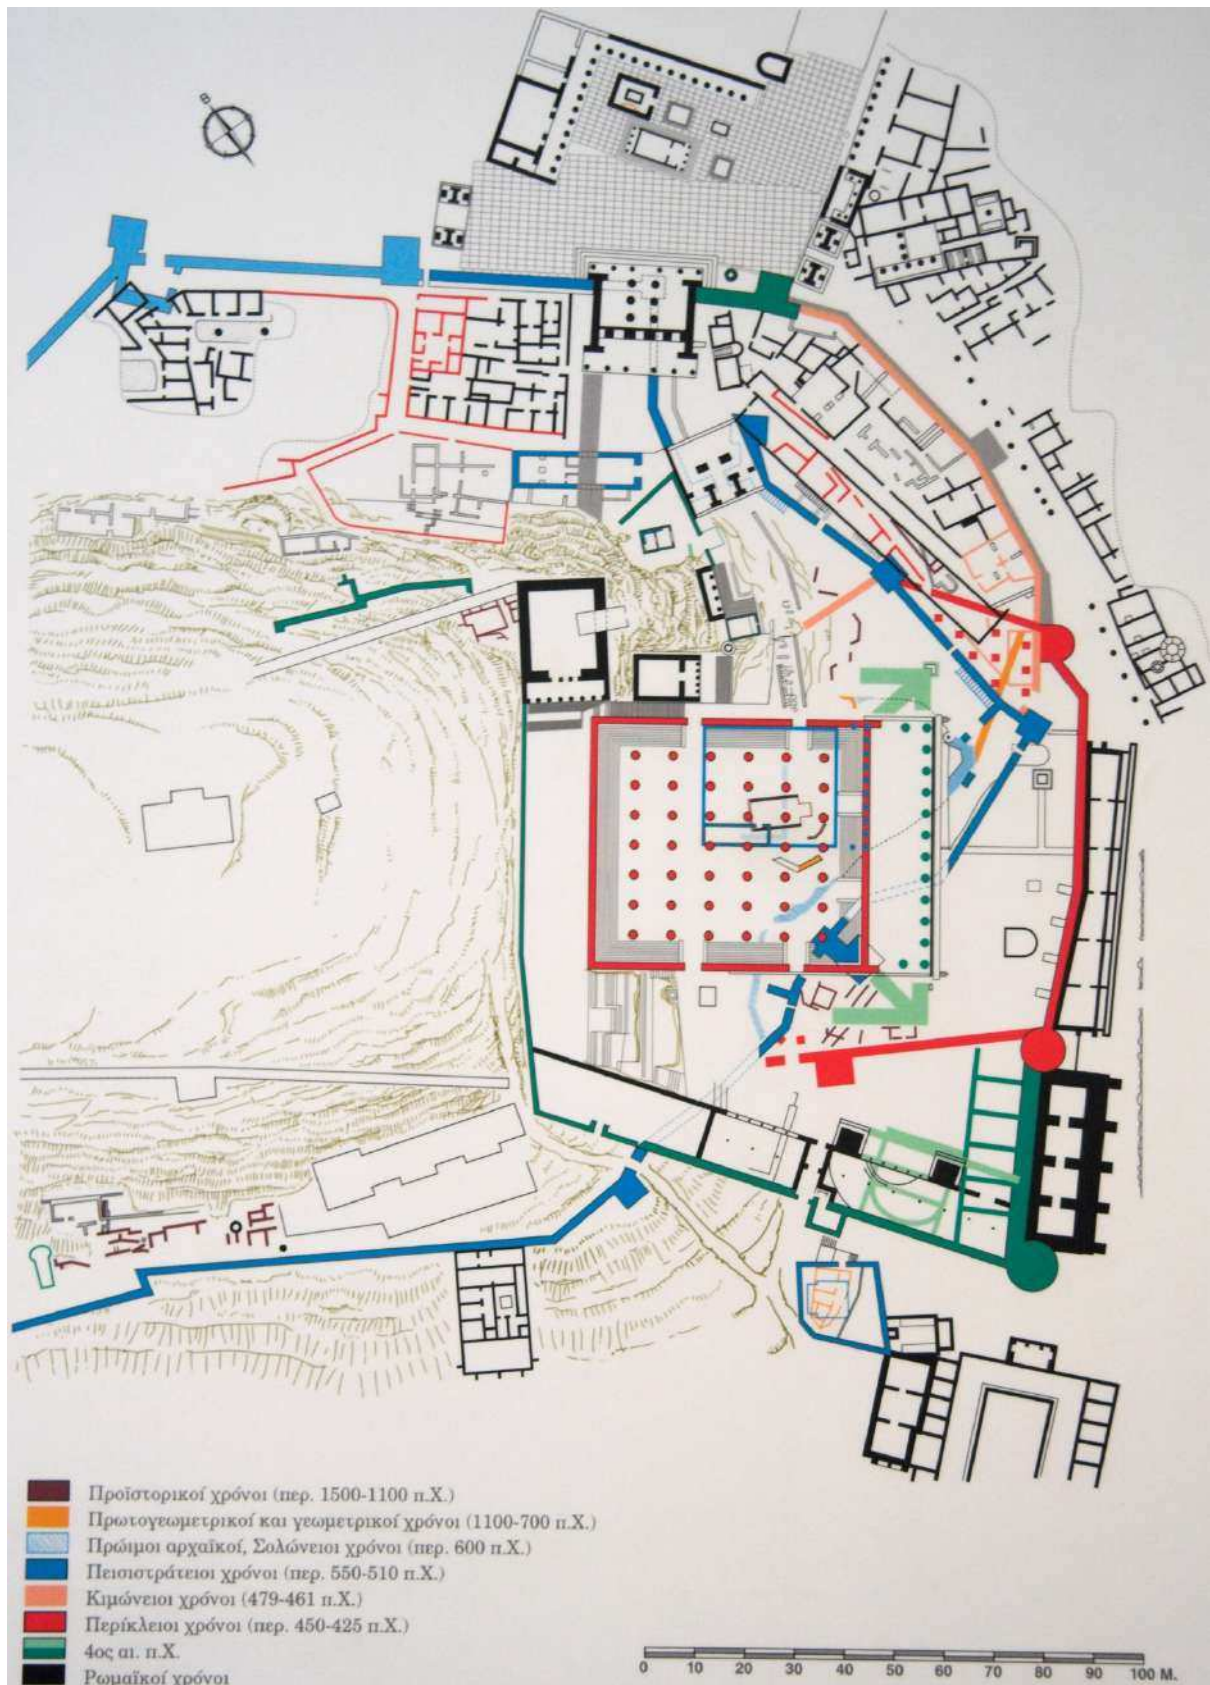 Β
Προϊστορικοί χρόνοι (περ. 1500-1100 π.Χ.)
Πρωτογεωμετρικοί και γεωμετρικοί χρόνοι (1100-700 π.Χ.)
Πρώιμοι αρχαϊκοί, Σολώνειοι χρόνοι (περ. 600 π.Χ.)
Πεισιστράτειοι χρόνοι (περ. 550-510 π.Χ.)
Κιμώνειοι χρόνοι (479-461 π.Χ.)
Περίκλειοι χρόνοι (περ. 450-425 π.Χ.)
4ος αι. π.Χ.
Ρωμαϊκοί χρόνοι
0 10 20 30 40 50 60 70 80 90 100 Μ.